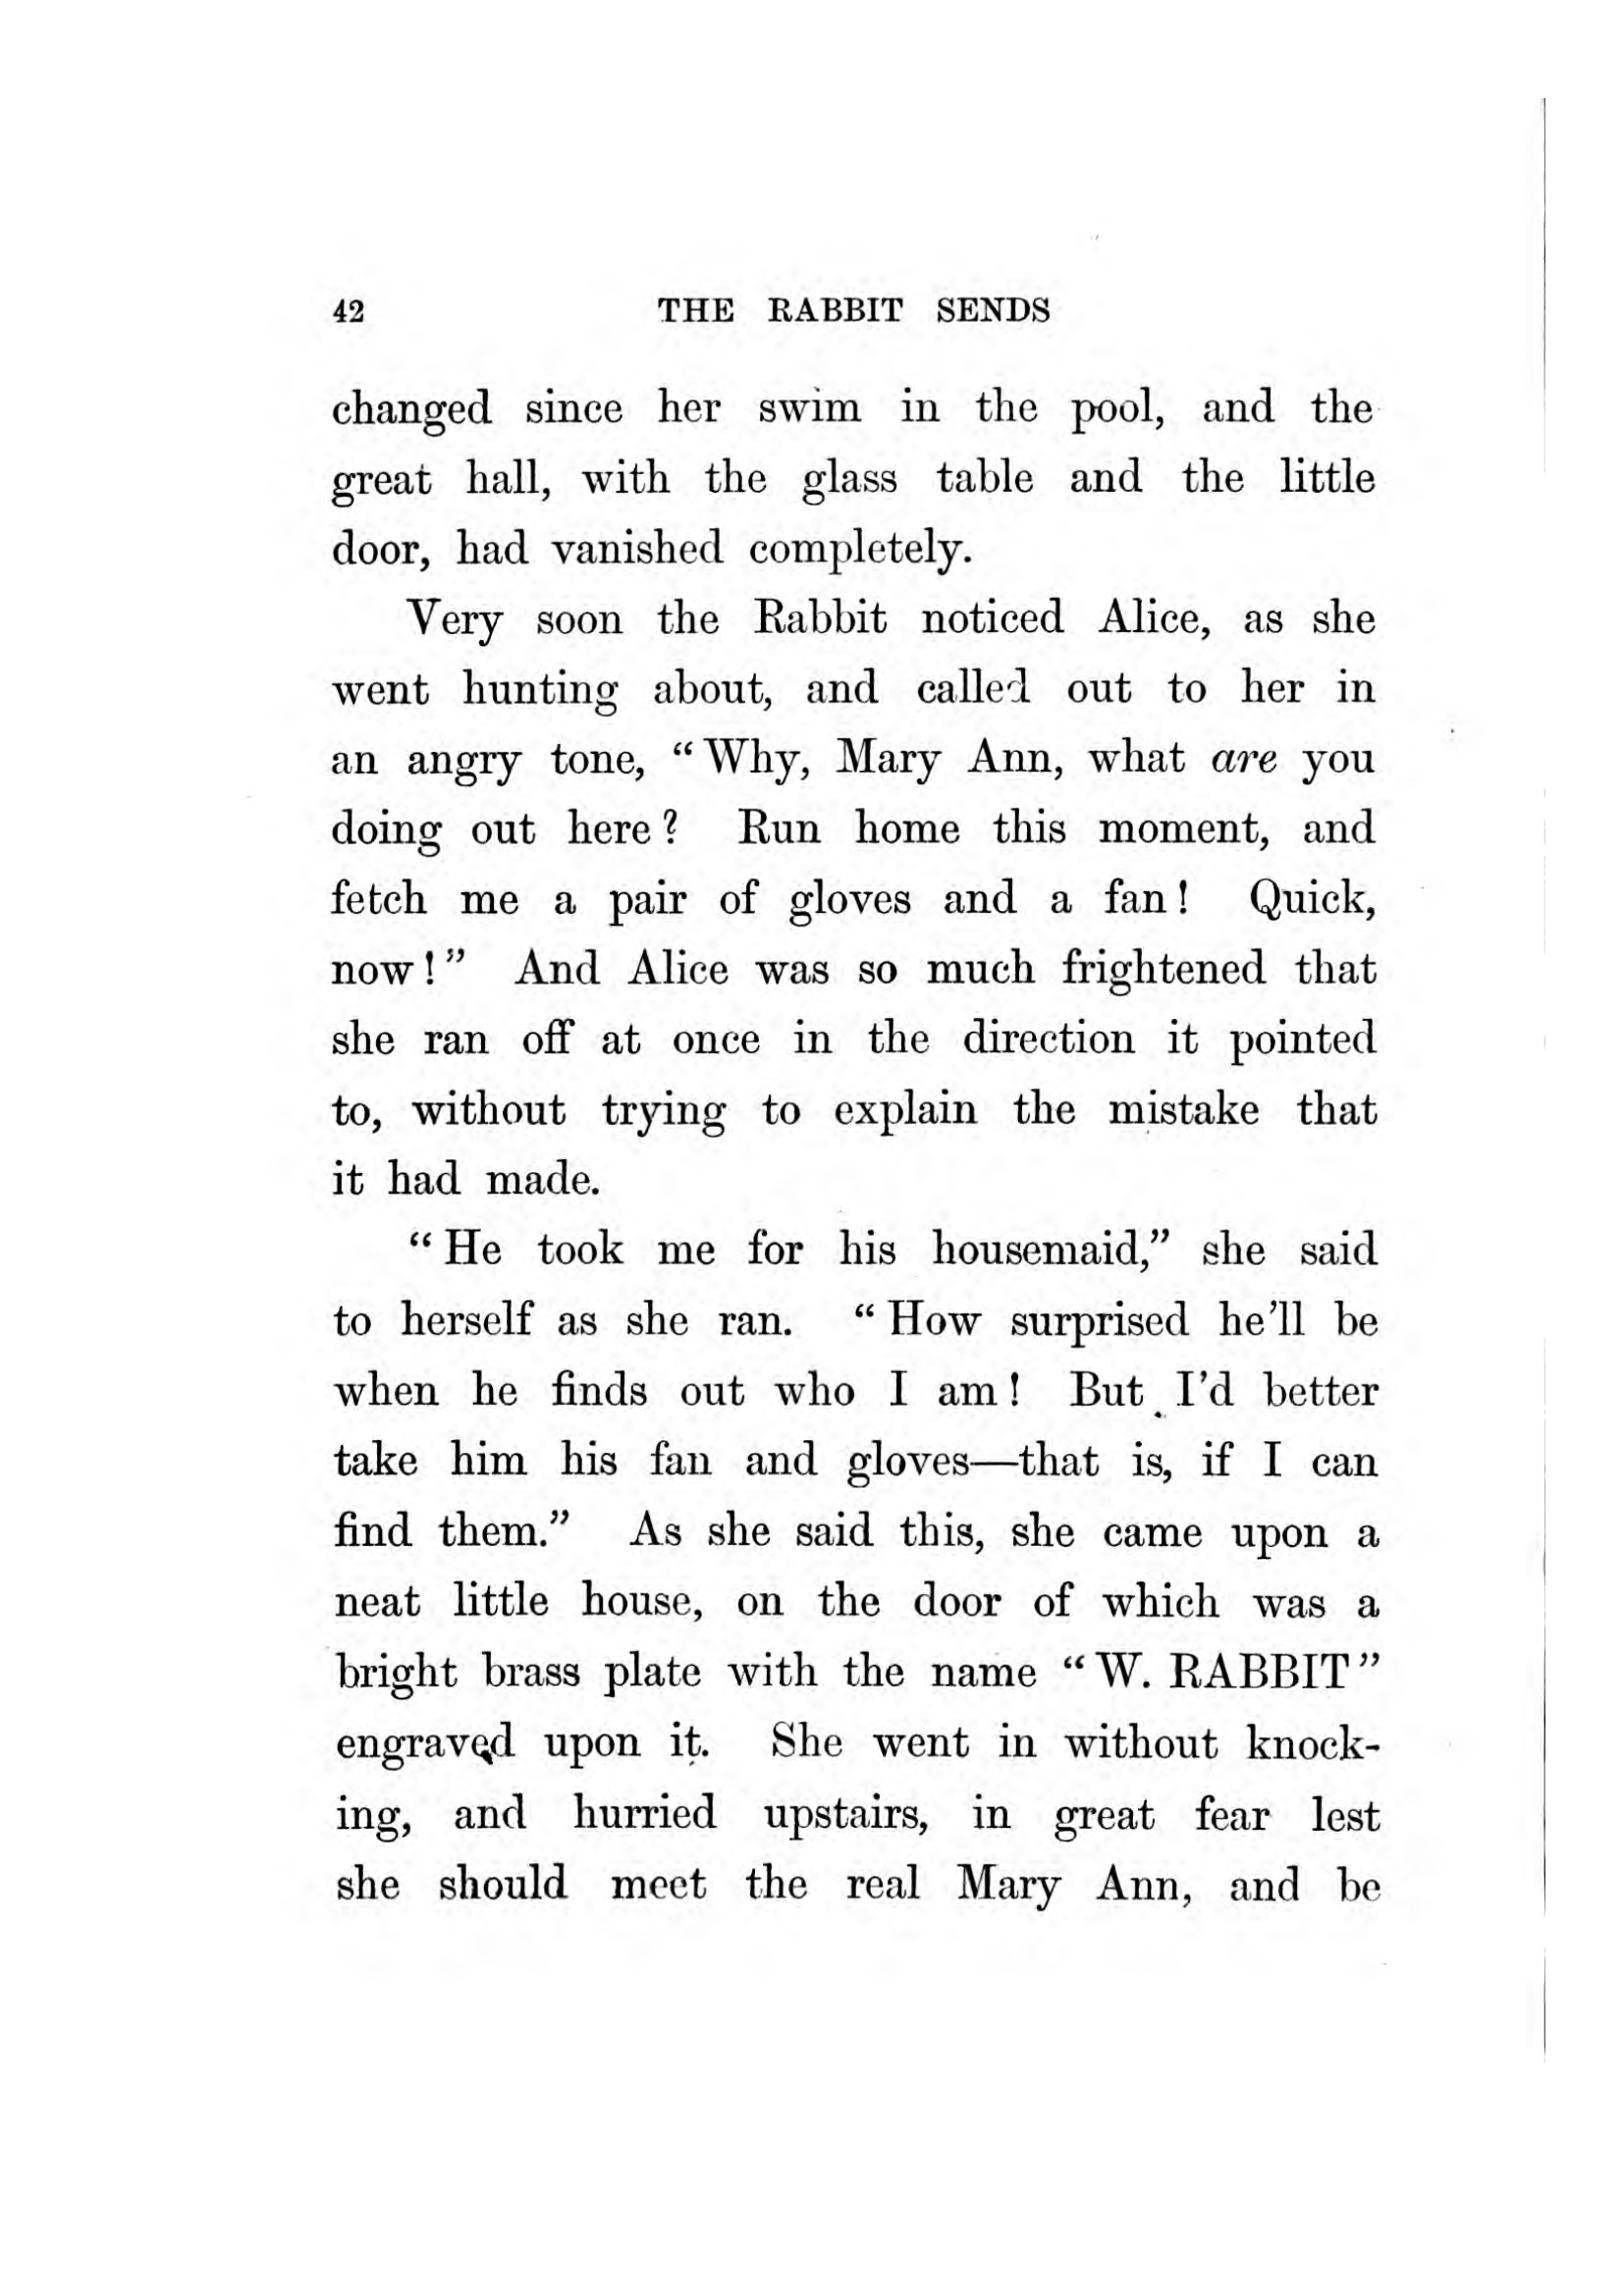 42 THE RABBIT SENDS
changed since her swim in the pool, and the
great hall, with the glass table and the little
door, had vanished completely.
Very soon the Rabbit noticed Alice, as she
went hunting about, and called out to her in
an angry tone, “Why, Mary Ann, what are you
doing out here? Run home this moment, and
fetch me a pair of gloves and a fan! Quick,
now!” And Alice was so much frightened that
she ran off at once in the direction it pointed
to, without trying to explain the mistake that
it had made.
“He took me for his housemaid,” she said
to herself as she ran. “How surprised he’ll be
when he finds out who I am! But I’d better
take him his fan and gloves—that is, if I can
find them.” As she said this, she came upon a
neat little house, on the door of which was a
bright brass plate with the name “W. RABBIT”
engraved upon it. She went in without knock-
ing, and hurried upstairs, in great fear lest
she should meet the real Mary Ann, and be